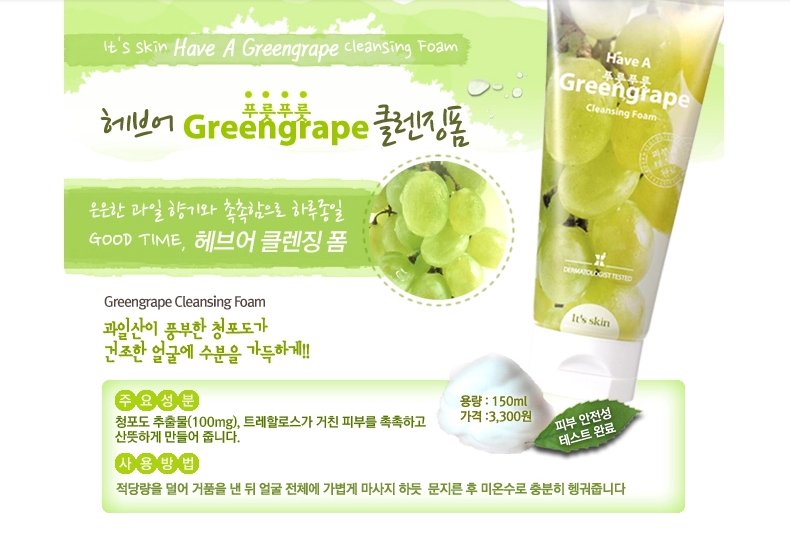 It's skin Have A Greengrape Cleansing Foam
푸릇푸릇
헤브어 Greengrape 클렌징폼
은은한 과일 향기와 촉촉함으로 하루종일
GOOD TIME, 헤브어 클렌징 폼
Greengrape Cleansing Foam
과일산이 풍부한 청포도가
건조한 얼굴에 수분을 가득하게!!
주요성분
청포도 추출물(100mg), 트레할로스가 거친 피부를 촉촉하고
산뜻하게 만들어 줍니다.
사용방법
적당량을 덜어 거품을 낸 뒤 얼굴 전체에 가볍게 마사지 하듯 문지른 후 미온수로 충분히 헹궈줍니다
용량 : 150ml
가격 :3,300원
피부 안전성
테스트 완료
Have A
푸릇푸릇
Greengrape
Cleansing Foam
DERMATOLOGIST TESTED
It's skin